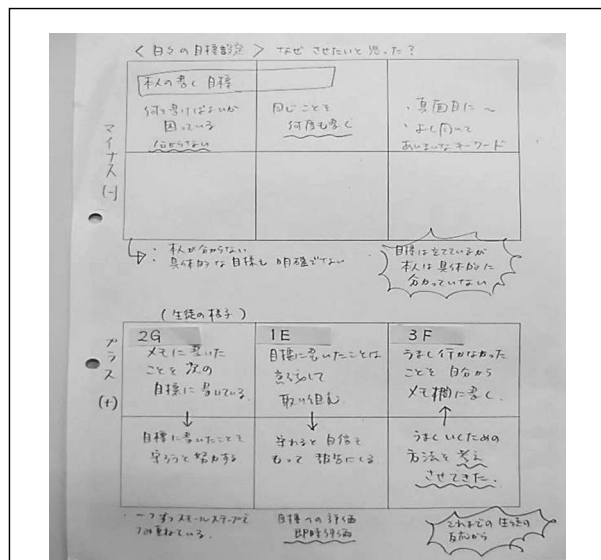 <日々の目標設定> なぜ させたいと思った?
マイナス(-)
本人の書く 目標
何を書けばよいか
困っている
分からない
同じことを
何度も書く
・真面目に〜
・よく聞いて
あいまいなキーワード
・本人が分からない
・具体的な目標も 明確でない
目標は立てているが
本人は具体的に
分かっていない
(生徒の様子)
プラス(+)
2G
メモに書いた
ことを 次の
目標に書いている。
↓
目標に書いたことを
守ろうと努力する
1E
目標に書いたことは
意識して
取り組む
↓
守れると 自信を
もって 報告にくる
3F
うまく行かなかった
ことを 自分から
メモ欄に書く。
↑
うまくいくための
方法を 考え
させてきた。
・一つずつスモールステップで
積み重ねている。
目標への評価
即時評価
これまでの 生徒の
反応から